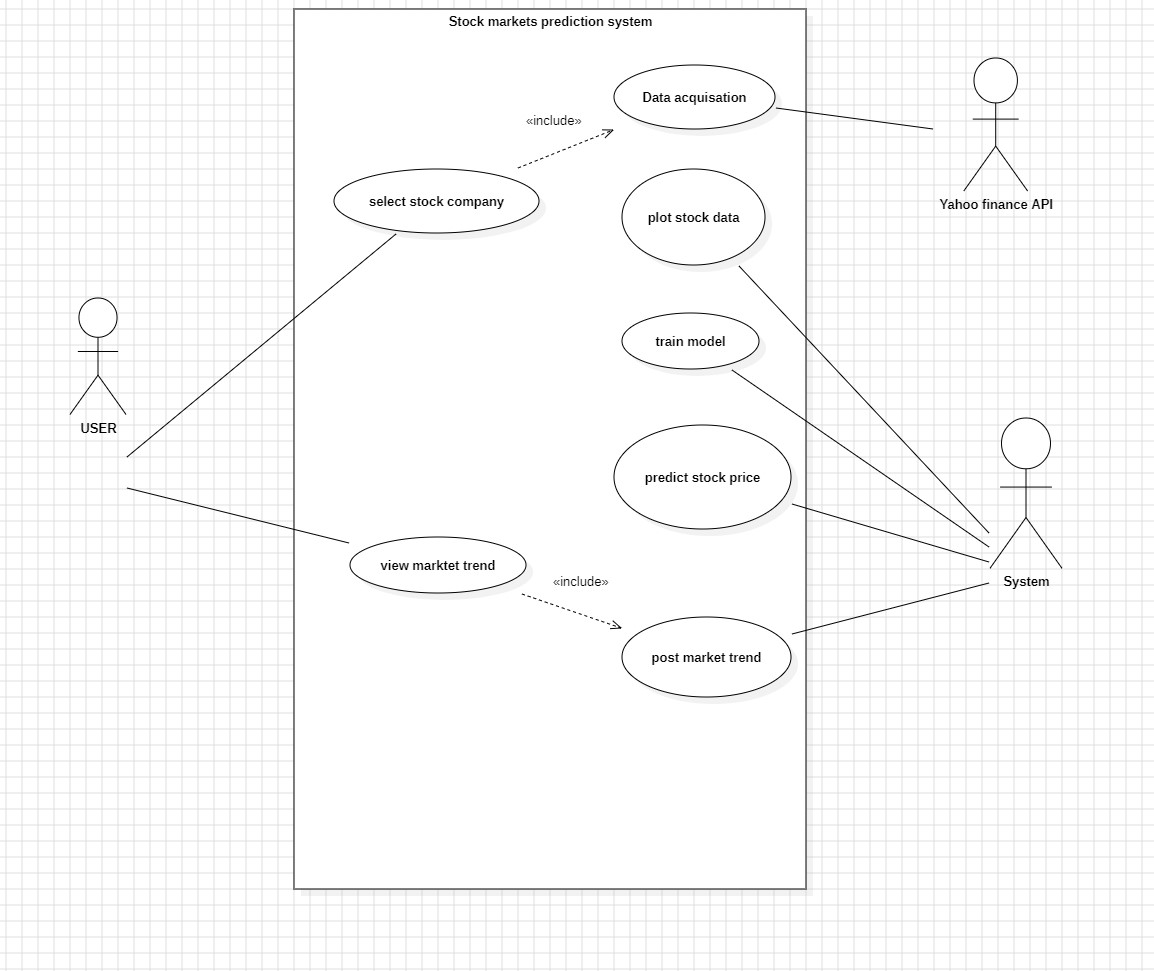 Stock markets prediction system
Data acquisation
«include»
select stock company
Yahoo finance API
plot stock data
train model
USER
predict stock price
view marktet trend
«include»
System
post market trend